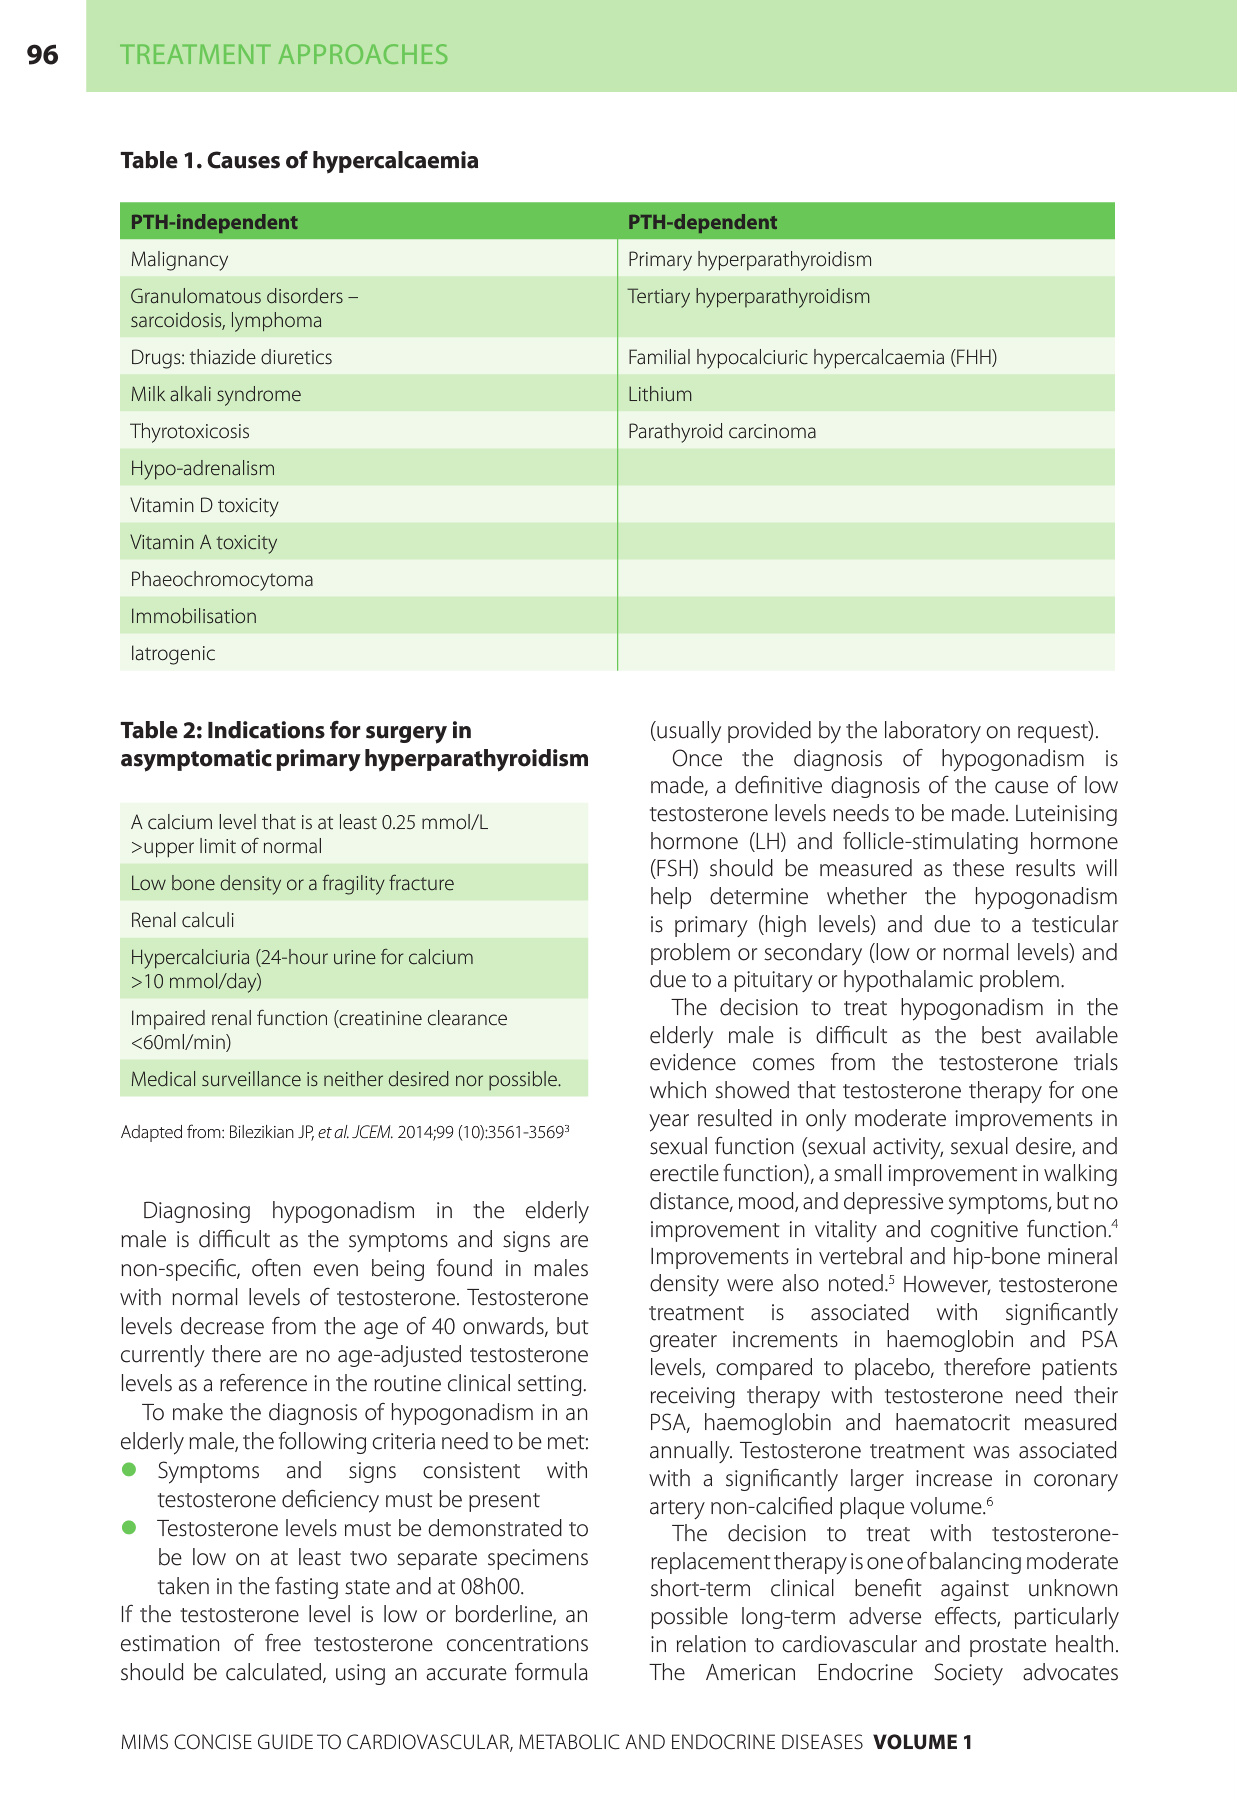 96
TREATMENT APPROACHES
Table 1. Causes of hypercalcaemia
PTH-independent PTH-dependent
Malignancy Primary hyperparathyroidism
Granulomatous disorders – Tertiary hyperparathyroidism
sarcoidosis, lymphoma
Drugs: thiazide diuretics Familial hypocalciuric hypercalcaemia (FHH)
Milk alkali syndrome Lithium
Thyrotoxicosis Parathyroid carcinoma
Hypo-adrenalism
Vitamin D toxicity
Vitamin A toxicity
Phaeochromocytoma
Immobilisation
Iatrogenic
Table 2: Indications for surgery in
asymptomatic primary hyperparathyroidism
A calcium level that is at least 0.25 mmol/L
>upper limit of normal
Low bone density or a fragility fracture
Renal calculi
Hypercalciuria (24-hour urine for calcium
>10 mmol/day)
Impaired renal function (creatinine clearance
<60ml/min)
Medical surveillance is neither desired nor possible.
Adapted from: Bilezikian JP, et al. JCEM. 2014;99 (10):3561-3569³
Diagnosing hypogonadism in the elderly
male is difficult as the symptoms and signs are
non-specific, often even being found in males
with normal levels of testosterone. Testosterone
levels decrease from the age of 40 onwards, but
currently there are no age-adjusted testosterone
levels as a reference in the routine clinical setting.
To make the diagnosis of hypogonadism in an
elderly male, the following criteria need to be met:
● Symptoms and signs consistent with
testosterone deficiency must be present
● Testosterone levels must be demonstrated to
be low on at least two separate specimens
taken in the fasting state and at 08h00.
If the testosterone level is low or borderline, an
estimation of free testosterone concentrations
should be calculated, using an accurate formula
(usually provided by the laboratory on request).
Once the diagnosis of hypogonadism is
made, a definitive diagnosis of the cause of low
testosterone levels needs to be made. Luteinising
hormone (LH) and follicle-stimulating hormone
(FSH) should be measured as these results will
help determine whether the hypogonadism
is primary (high levels) and due to a testicular
problem or secondary (low or normal levels) and
due to a pituitary or hypothalamic problem.
The decision to treat hypogonadism in the
elderly male is difficult as the best available
evidence comes from the testosterone trials
which showed that testosterone therapy for one
year resulted in only moderate improvements in
sexual function (sexual activity, sexual desire, and
erectile function), a small improvement in walking
distance, mood, and depressive symptoms, but no
improvement in vitality and cognitive function.⁴
Improvements in vertebral and hip-bone mineral
density were also noted.⁵ However, testosterone
treatment is associated with significantly
greater increments in haemoglobin and PSA
levels, compared to placebo, therefore patients
receiving therapy with testosterone need their
PSA, haemoglobin and haematocrit measured
annually. Testosterone treatment was associated
with a significantly larger increase in coronary
artery non-calcified plaque volume.⁶
The decision to treat with testosterone-
replacement therapy is one of balancing moderate
short-term clinical benefit against unknown
possible long-term adverse effects, particularly
in relation to cardiovascular and prostate health.
The American Endocrine Society advocates
MIMS CONCISE GUIDE TO CARDIOVASCULAR, METABOLIC AND ENDOCRINE DISEASES VOLUME 1